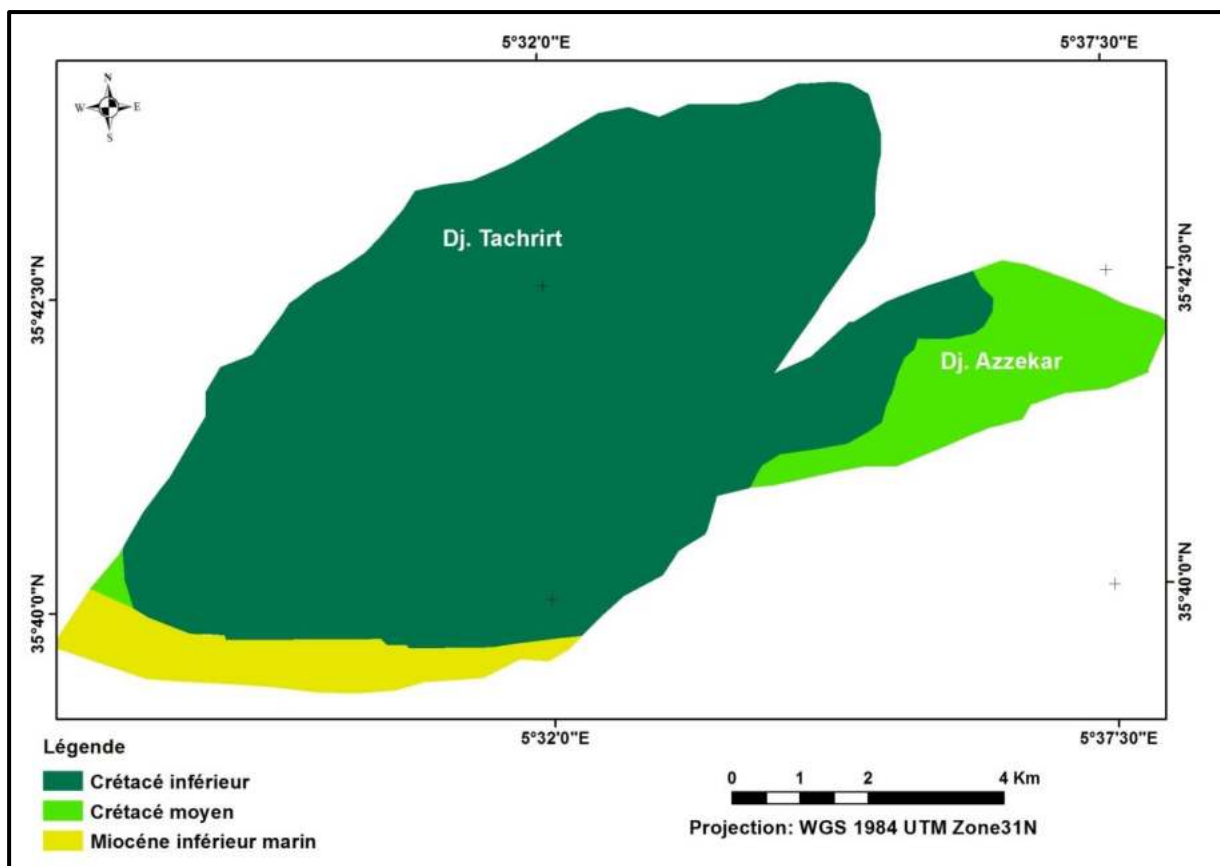 5°32'0"E
5°37'30"E
N
W E
S
Dj. Tachrirt
35°42'30"N
35°42'30"N
Dj. Azzekar
35°40'0"N
35°40'0"N
5°32'0"E
5°37'30"E
Légende
Crétacé inférieur
Crétacé moyen
Miocéne inférieur marin
0 1 2 4 Km
Projection: WGS 1984 UTM Zone31N